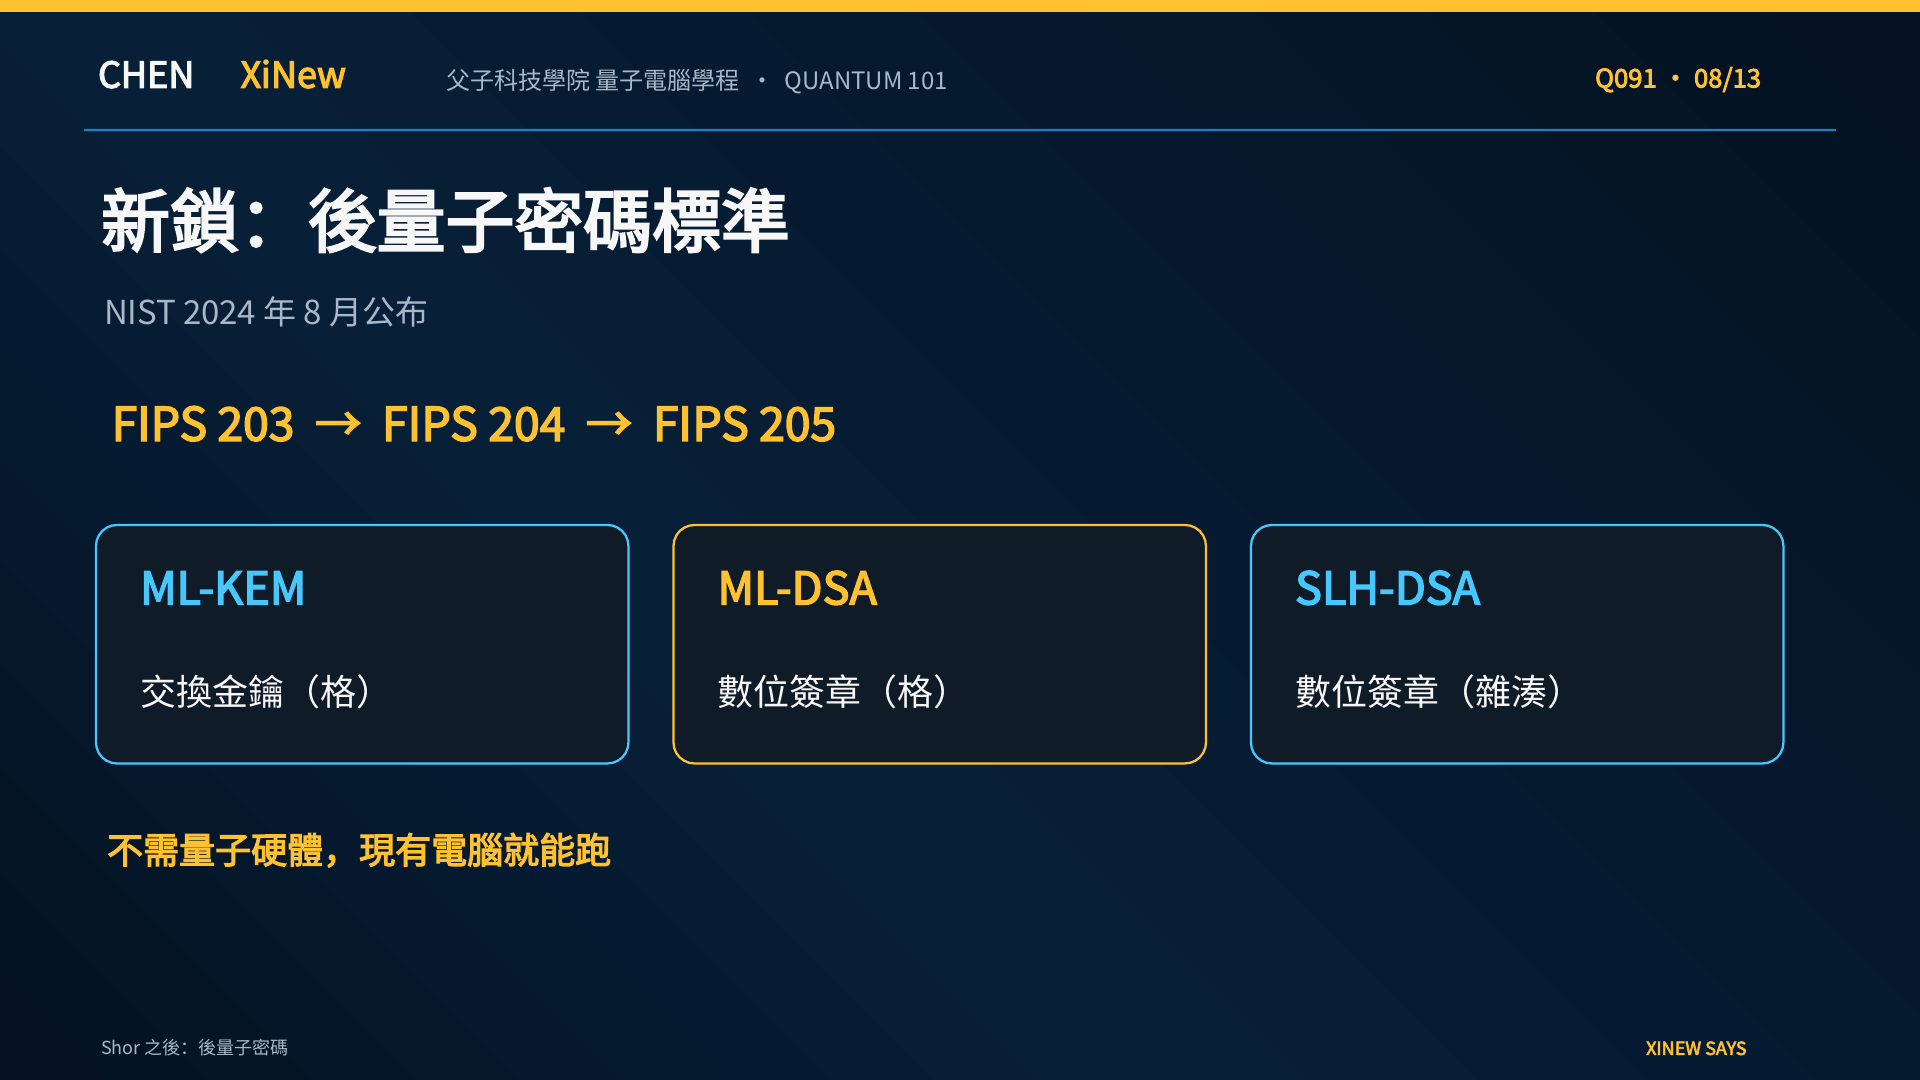 CHEN XiNew 父子科技學院 量子電腦學程 • QUANTUM 101 Q091 • 08/13
新鎖：後量子密碼標準
NIST 2024 年 8 月公布
FIPS 203 → FIPS 204 → FIPS 205
ML-KEM
交換金鑰（格）
ML-DSA
數位簽章（格）
SLH-DSA
數位簽章（雜湊）
不需量子硬體，現有電腦就能跑
Shor 之後：後量子密碼
XINEW SAYS